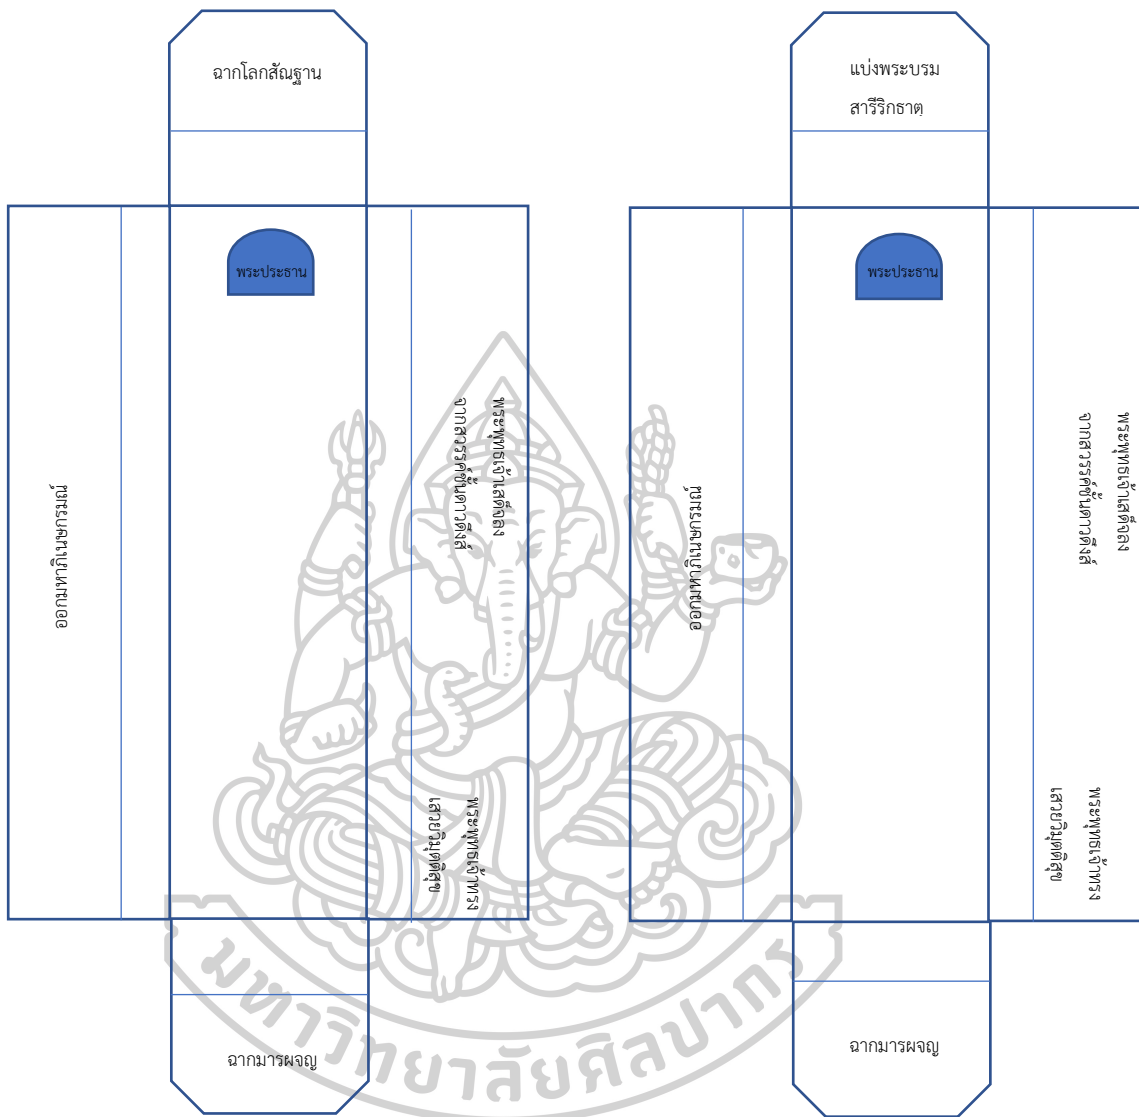 ฉากโลกสัณฐาน
พระประธาน
ออกมหาภิเนษกรมณ์
พระพุทธเจ้าเสด็จลง
จากสวรรค์ชั้นดาวดึงส์
พระพุทธเจ้าทรง
เสวยวิมุตติสุข
ฉากมารผจญ
แบ่งพระบรม
สารีริกธาตุ
พระประธาน
ออกมหาภิเนษกรมณ์
พระพุทธเจ้าเสด็จลง
จากสวรรค์ชั้นดาวดึงส์
พระพุทธเจ้าทรง
เสวยวิมุตติสุข
ฉากมารผจญ
มหาวิทยาลัยศิลปากร